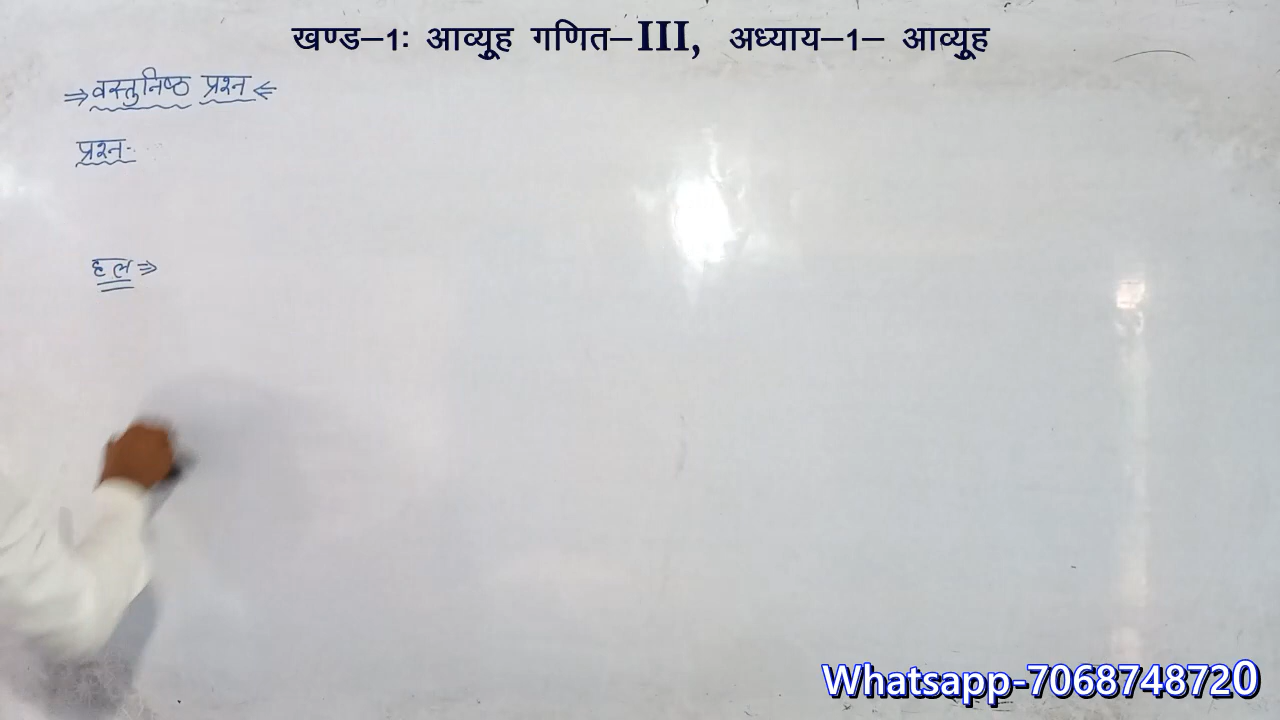 खण्ड–1: आव्यूह गणित–III, अध्याय–1– आव्यूह
⇒ वस्तुनिष्ठ प्रश्न ⇐
प्रश्न-
हल ⇒
Whatsapp-7068748720